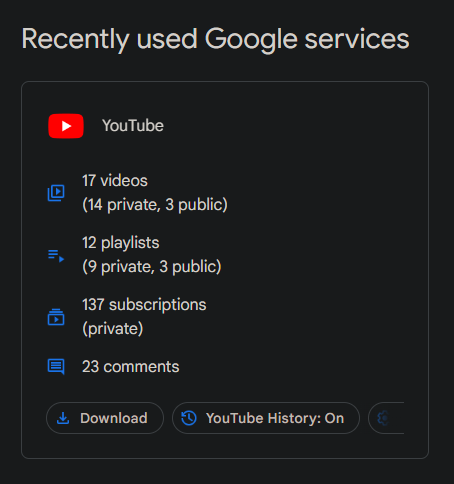 Recently used Google services
YouTube
17 videos
(14 private, 3 public)
12 playlists
(9 private, 3 public)
137 subscriptions
(private)
23 comments
Download
YouTube History: On